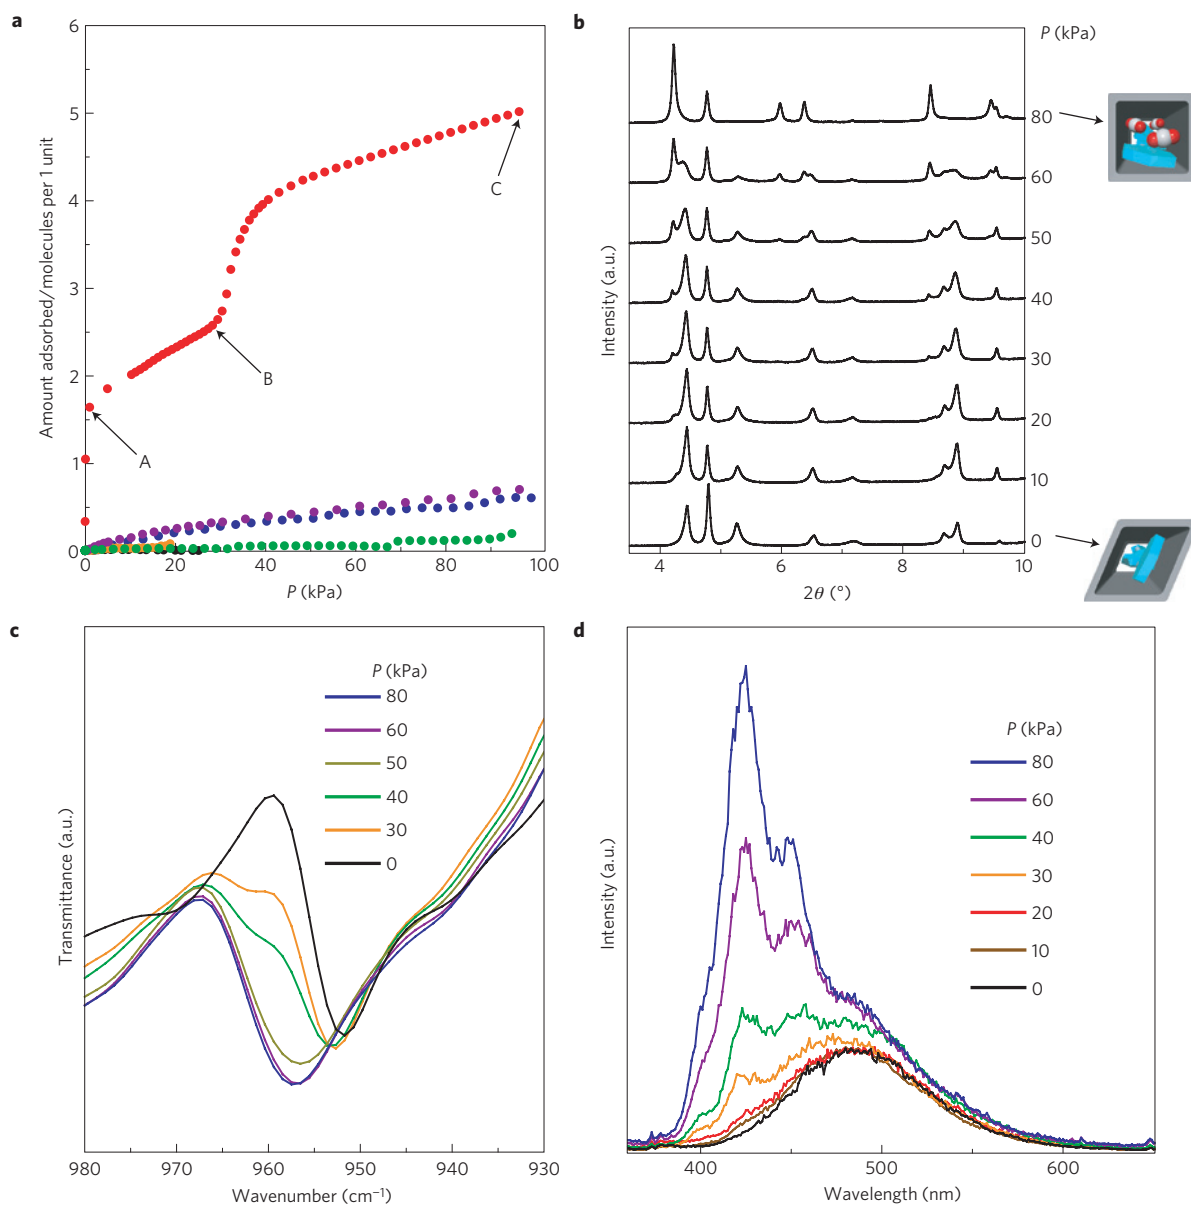 a
6
5
4
3
2
1
0
0
20
40
60
80
100
Amount adsorbed/molecules per 1 unit
P (kPa)
A
B
C
b
P (kPa)
80
60
50
40
30
20
10
0
Intensity (a.u.)
4
6
8
10
2θ (°)
c
P (kPa)
80
60
50
40
30
0
Transmittance (a.u.)
980
970
960
950
940
930
Wavenumber (cm⁻¹)
d
P (kPa)
80
60
40
30
20
10
0
Intensity (a.u.)
400
500
600
Wavelength (nm)